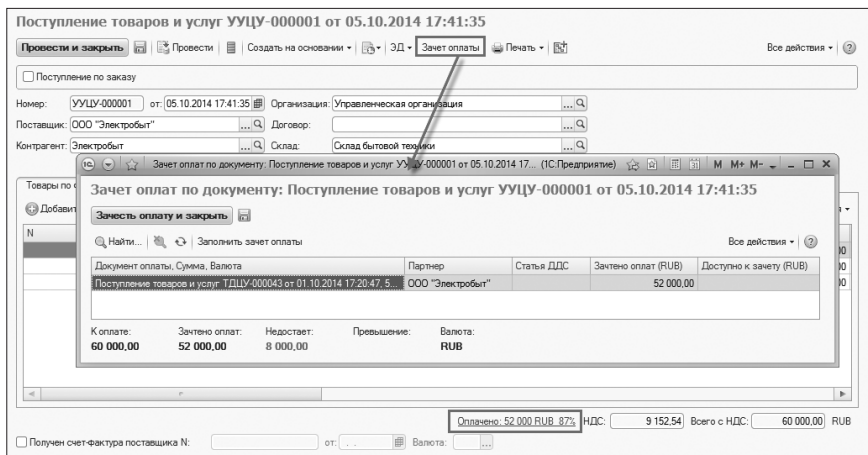 Поступление товаров и услуг УУЦУ-000001 от 05.10.2014 17:41:35
Провести и закрыть Провести Создать на основании ЭД Зачет оплаты Печать Все действия
Поступление по заказу
Номер: УУЦУ-000001 от: 05.10.2014 17:41:35 Организация: Управленческая организация
Поставщик: ООО "Электробыт" Договор:
Контрагент: Электробыт Склад: Склад бытовой техники
Зачет оплат по документу: Поступление товаров и услуг УУЦУ-000001 от 05.10.2014 17... (1С:Предприятие) M M+ M-
Товары по
Добавит
N
Зачет оплат по документу: Поступление товаров и услуг УУЦУ-000001 от 05.10.2014 17:41:35
Зачесть оплату и закрыть
Найти... Заполнить зачет оплаты Все действия
Документ оплаты, Сумма, Валюта Партнер Статья ДДС Зачтено оплат (RUB) Доступно к зачету (RUB)
Поступление товаров и услуг ТДЦУ-000043 от 01.10.2014 17:20:47, 5... ООО "Электробыт" 52 000,00
К оплате: Зачтено оплат: Недостает: Превышение: Валюта:
60 000,00 52 000,00 8 000,00 RUB
Оплачено: 52 000 RUB 87% НДС: 9 152,54 Всего с НДС: 60 000,00 RUB
Получен счет-фактура поставщика N: от: . . Валюта: